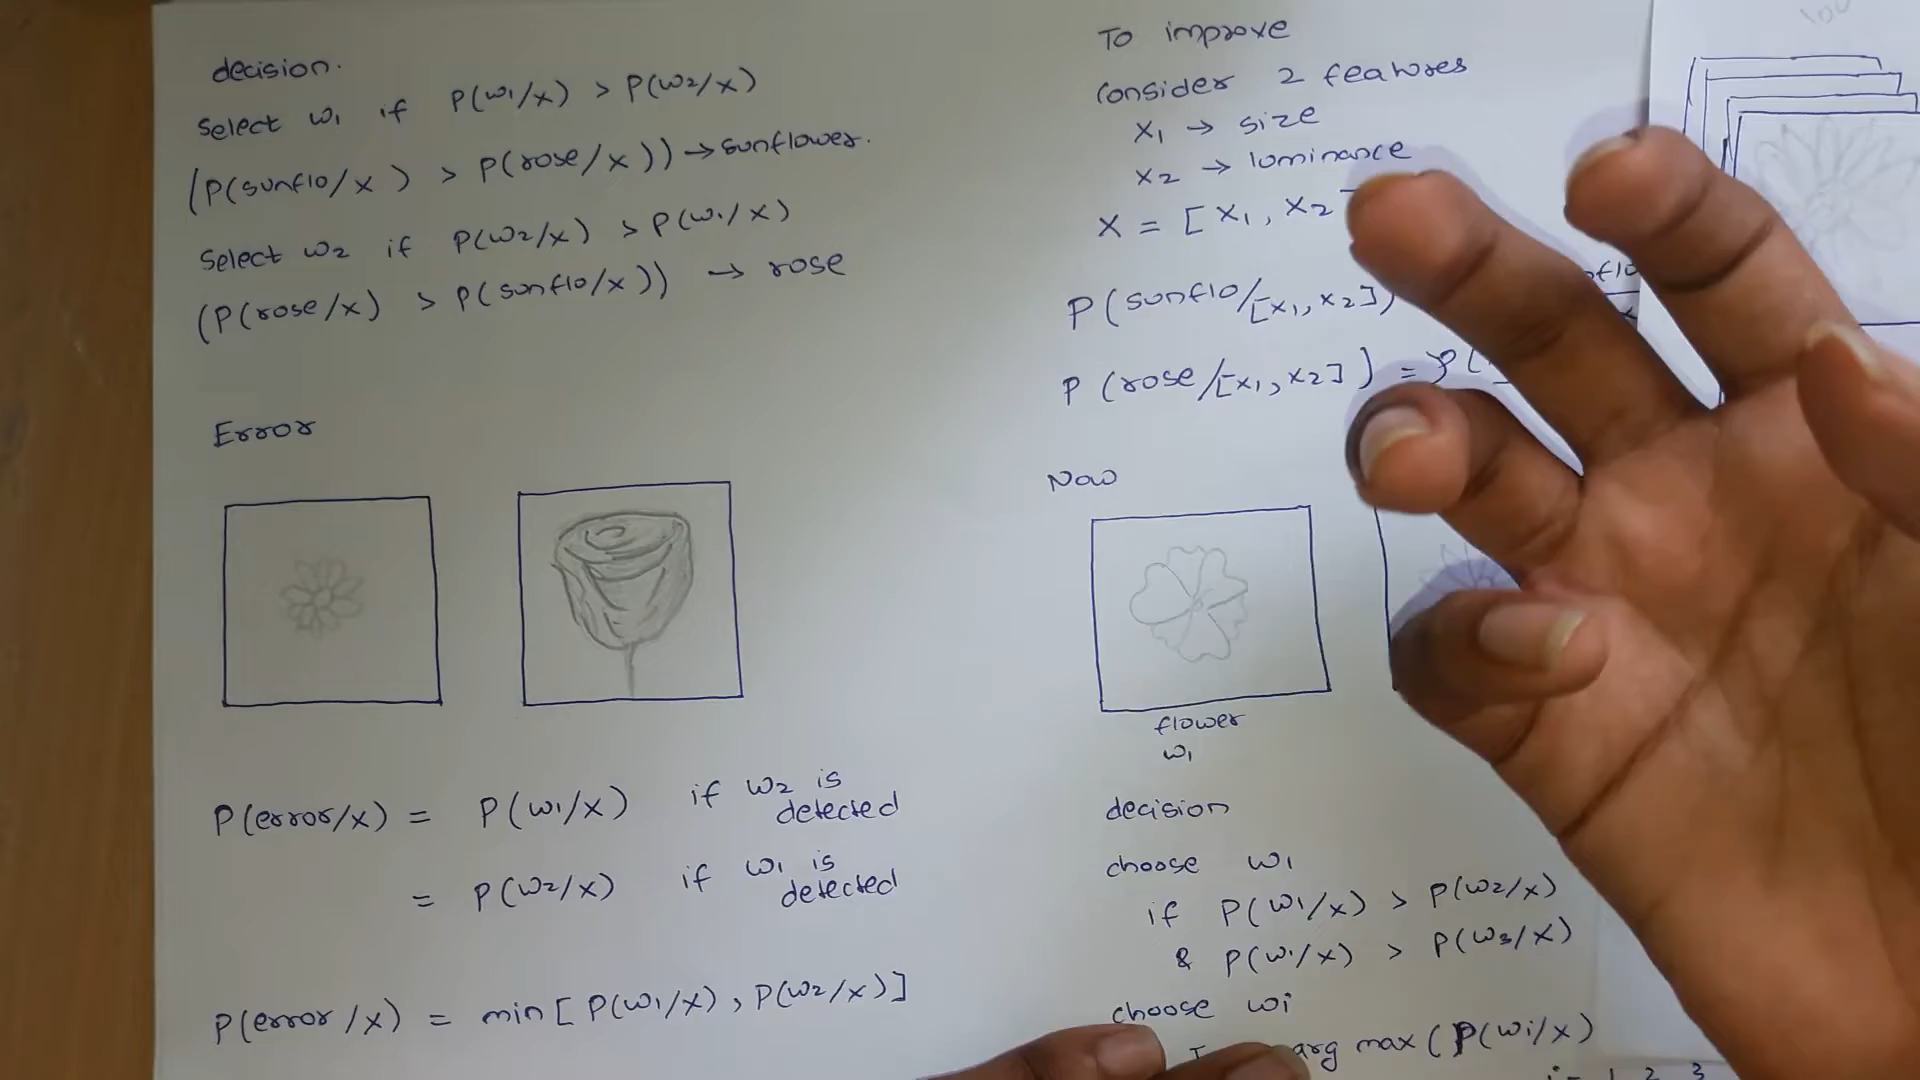 decision.
Select ω1 if P(ω1/x) > P(ω2/x)
(P(sunflo/x) > P(rose/x)) → sunflower.
Select ω2 if P(ω2/x) > P(ω1/x)
(P(rose/x) > P(sunflo/x)) → rose
Error
P(error/x) = P(ω1/x) if ω2 is
detected
= P(ω2/x) if ω1 is
detected
P(error/x) = min[P(ω1/x), P(ω2/x)]
To improve
Consider 2 features
x1 → size
x2 → luminance
X = [x1, x2
P(sunflo/[x1, x2])
P(rose/[x1, x2]) = P(
Now
flower
ω1
decision
choose ω1
if P(ω1/x) > P(ω2/x)
& P(ω1/x) > P(ω3/x)
choose ωi
arg max (P(ωi/x)
i = 1 2 3